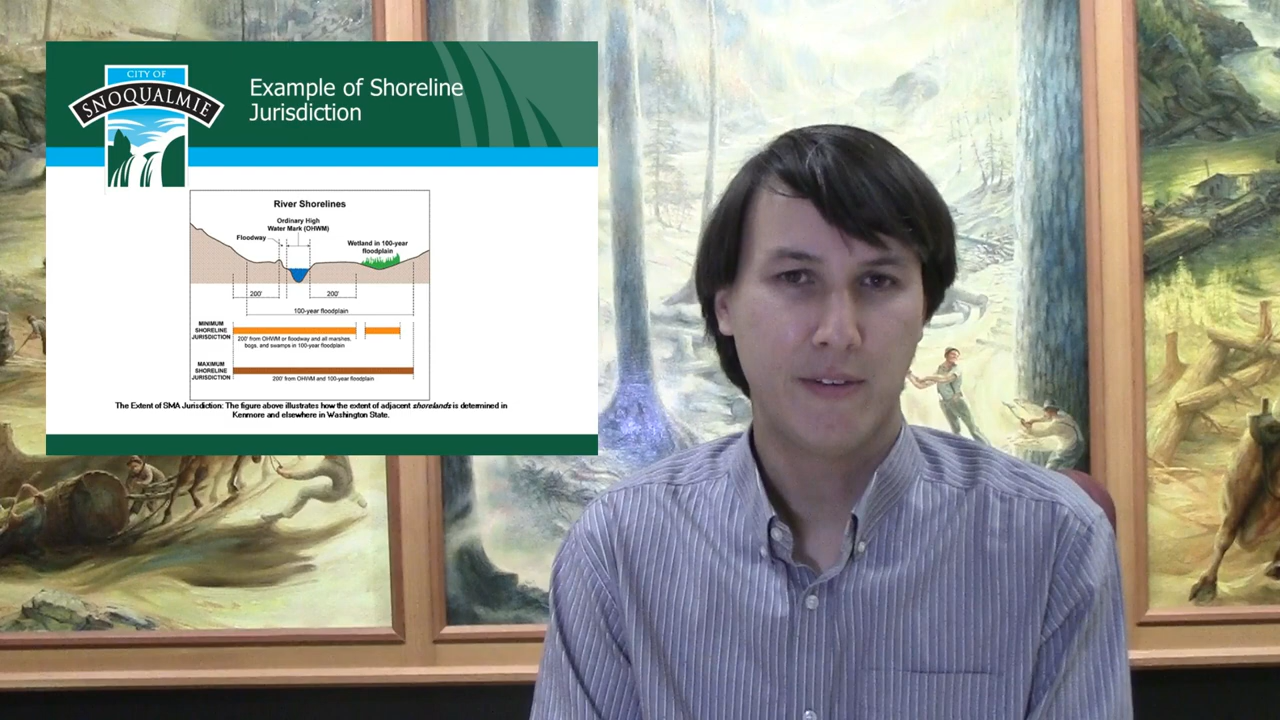 CITY OF
SNOQUALMIE
Example of Shoreline
Jurisdiction
River Shorelines
Ordinary High
Water Mark (OHWM)
Floodway
Wetland in 100-year
floodplain
200'
200'
100-year floodplain
MINIMUM
SHORELINE
JURISDICTION
200' from OHWM or floodway and all marshes,
bogs, and swamps in 100-year floodplain
MAXIMUM
SHORELINE
JURISDICTION
200' from OHWM and 100-year floodplain
The Extent of SMA Jurisdiction: The figure above illustrates how the extent of adjacent shorelands is determined in
Kenmore and elsewhere in Washington State.